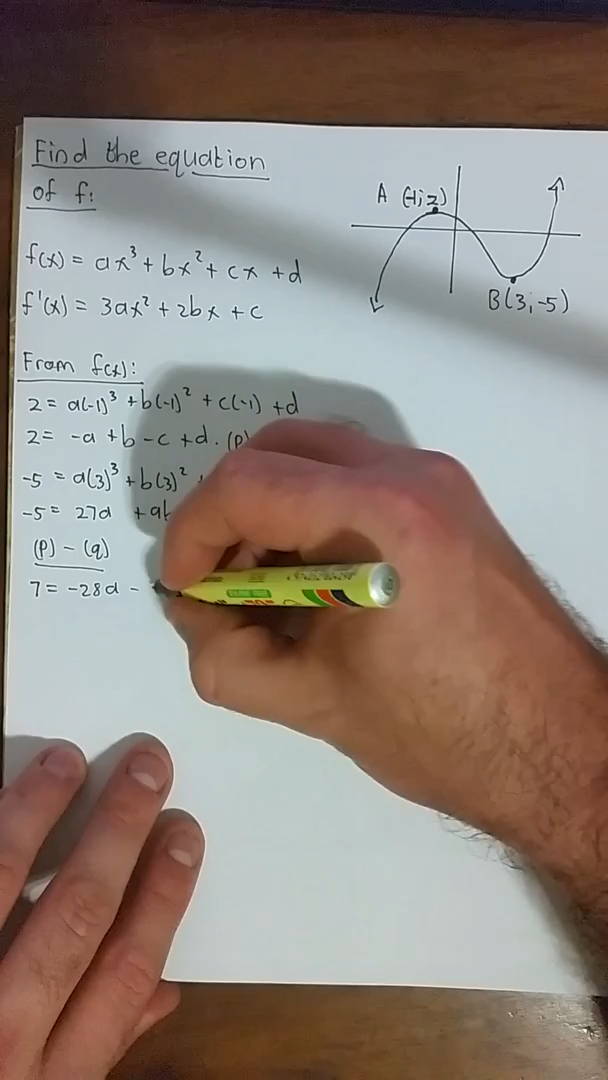 Find the equation
of f:
A (-1; 2)
f(x) = ax³ + bx² + cx + d
f'(x) = 3ax² + 2bx + c
B(3; -5)
From f(x):
2 = a(-1)³ + b(-1)² + c(-1) + d
2 = -a + b - c + d. (p)
-5 = a(3)³ + b(3)²
-5 = 27a + 9b
(p) - (q)
7 = -28a -